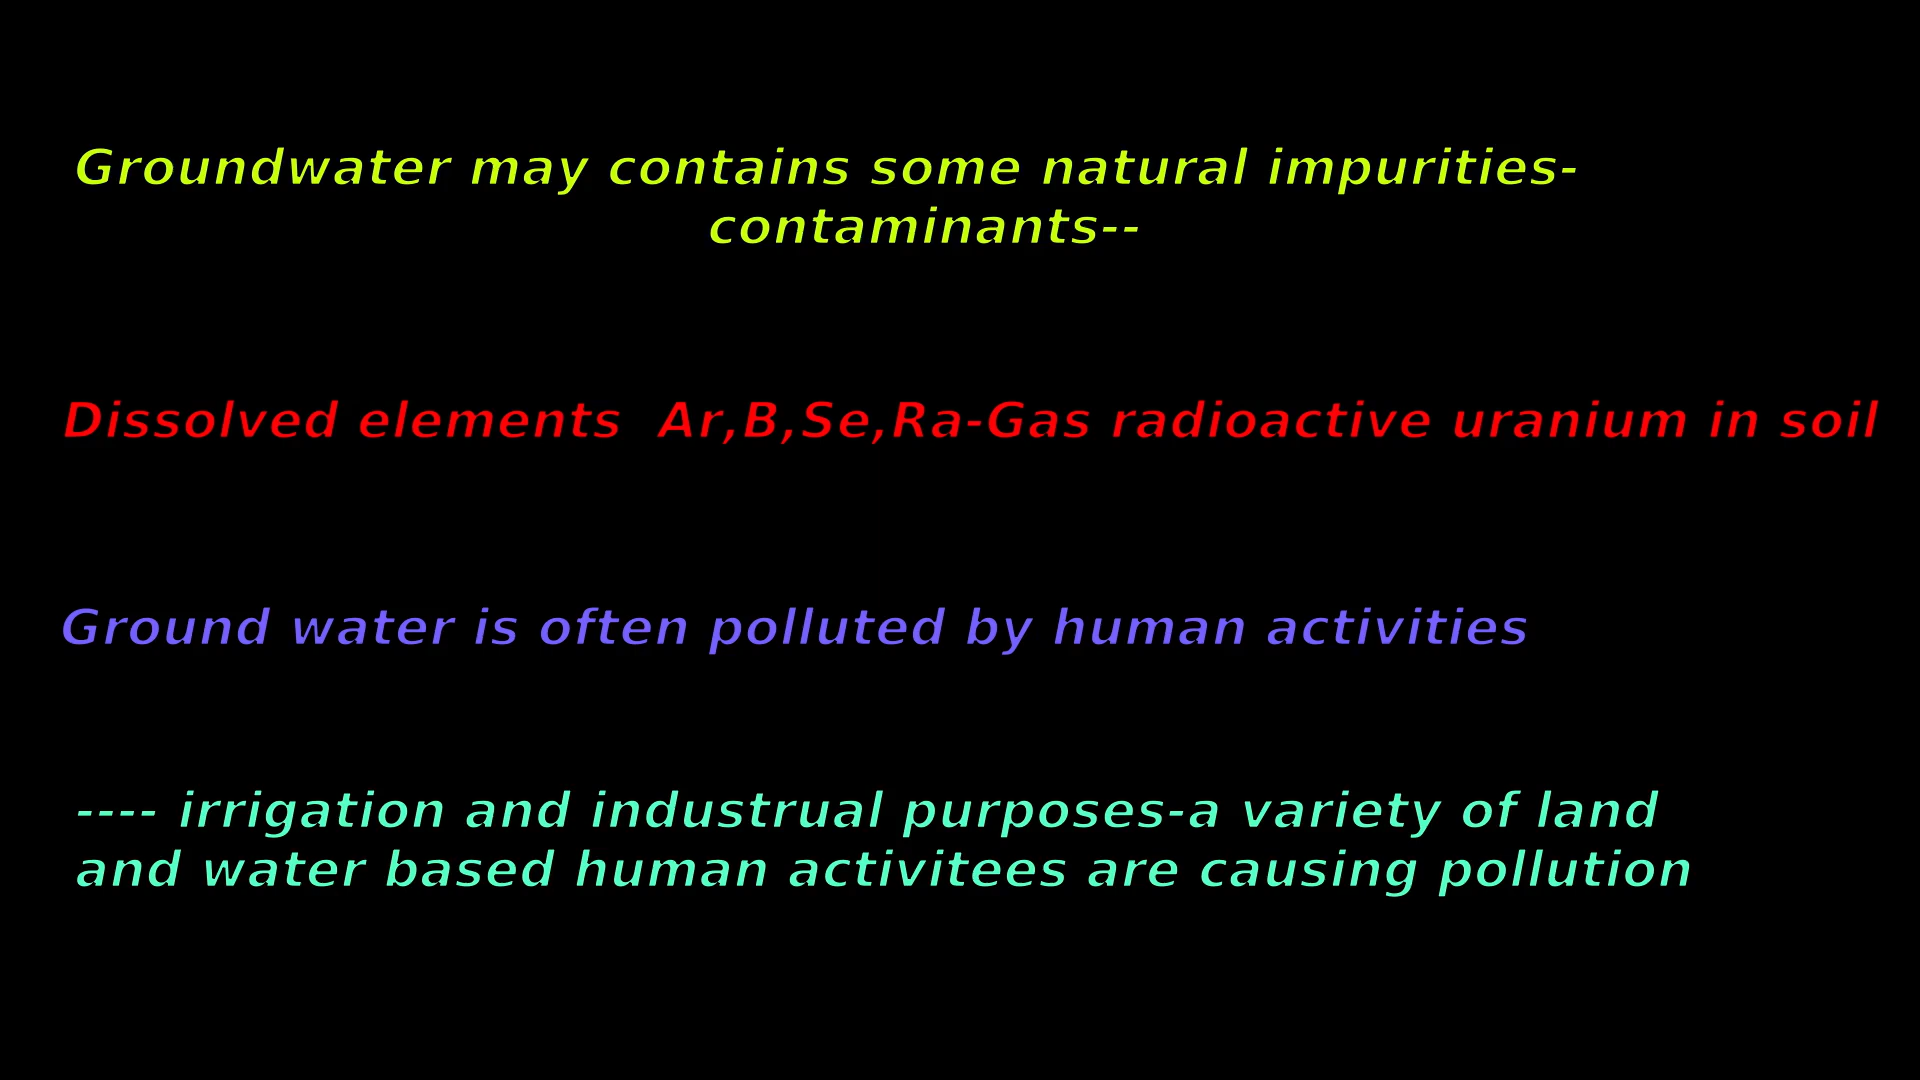 Groundwater may contains some natural impurities-
contaminants--
Dissolved elements  Ar,B,Se,Ra-Gas radioactive uranium in soil
Ground water is often polluted by human activities
---- irrigation and industrual purposes-a variety of land
and water based human activitees are causing pollution